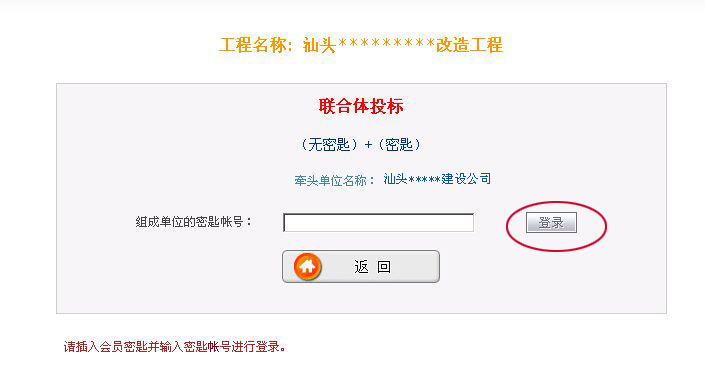 工程名称：汕头*********改造工程
联合体投标
（无密匙）+（密匙）
牵头单位名称： 汕头*****建设公司
组成单位的密匙帐号： 登录
返 回
请插入会员密匙并输入密匙帐号进行登录。